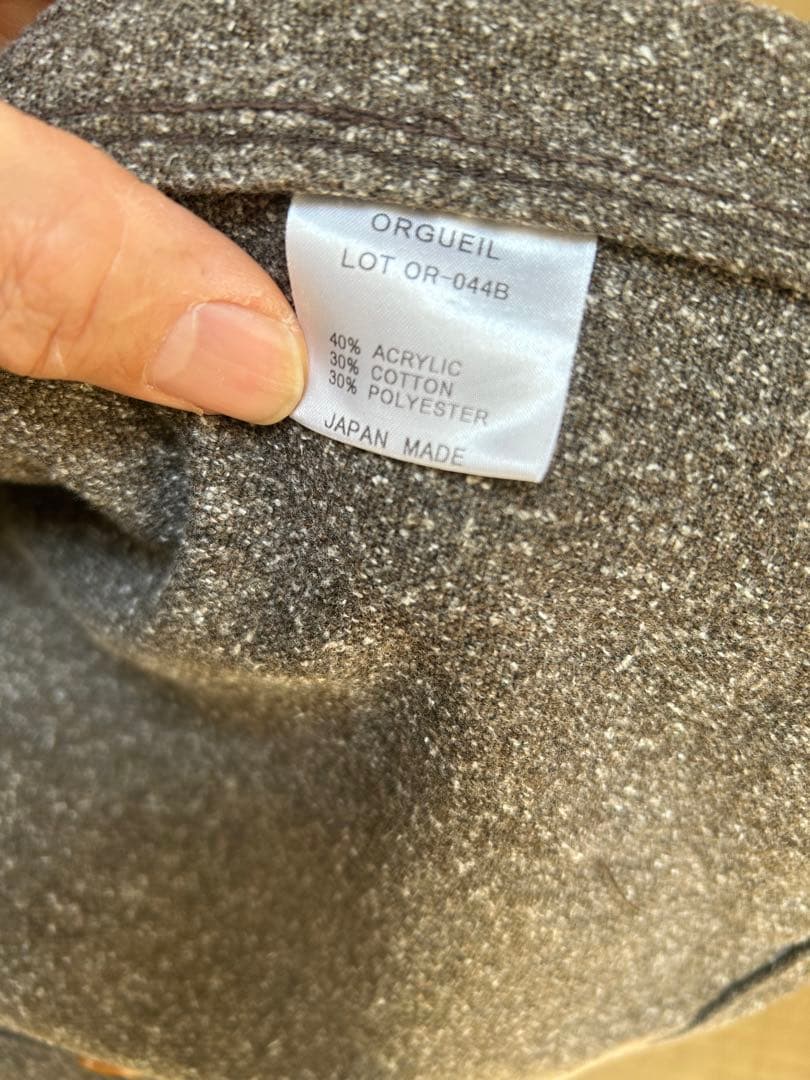 ORGUEIL
LOT OR-044B
40% ACRYLIC
30% COTTON
30% POLYESTER
JAPAN MADE